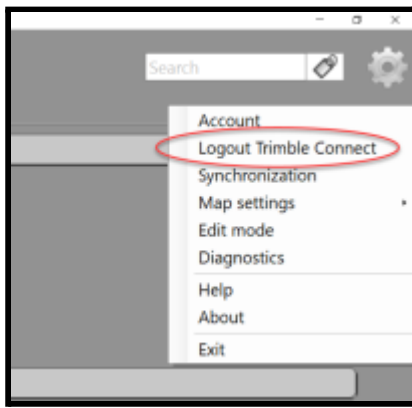 Search
Account
Logout Trimble Connect
Synchronization
Map settings
Edit mode
Diagnostics
Help
About
Exit